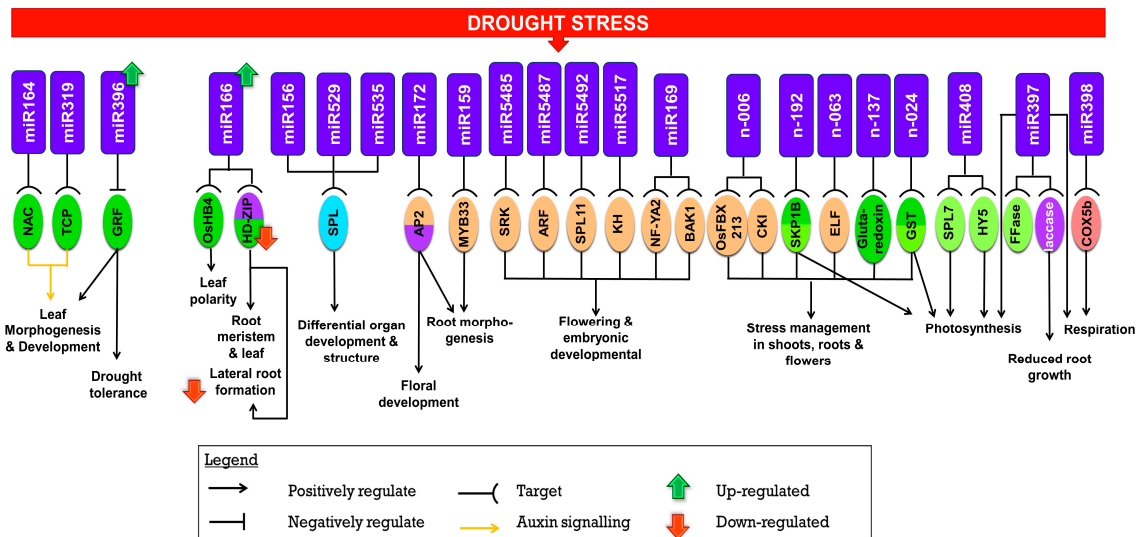 DROUGHT STRESS
miR164
miR319
miR396
miR166
miR156
miR529
miR535
miR172
miR159
miR5485
miR5487
miR5492
miR5517
miR169
n-006
n-192
n-063
n-137
n-024
miR408
miR397
miR398
NAC
TCP
GRF
OsHB4
HD-ZIP
SPL
AP2
MYB33
SRK
ARF
SPL11
KH
NF-YA2
BAK1
OsFBX
213
CKI
SKP1B
ELF
Gluta-
redoxin
GST
SPL7
HY5
FFase
laccase
COX5b
Leaf
Morphogenesis
& Development
Drought
tolerance
Leaf
polarity
Root
meristem
& leaf
Lateral root
formation
Differential organ
development &
structure
Floral
development
Root morpho-
genesis
Flowering &
embryonic
developmental
Stress management
in shoots, roots &
flowers
Photosynthesis
Reduced root
growth
Respiration
Legend
Positively regulate
Target
Up-regulated
Negatively regulate
Auxin signalling
Down-regulated